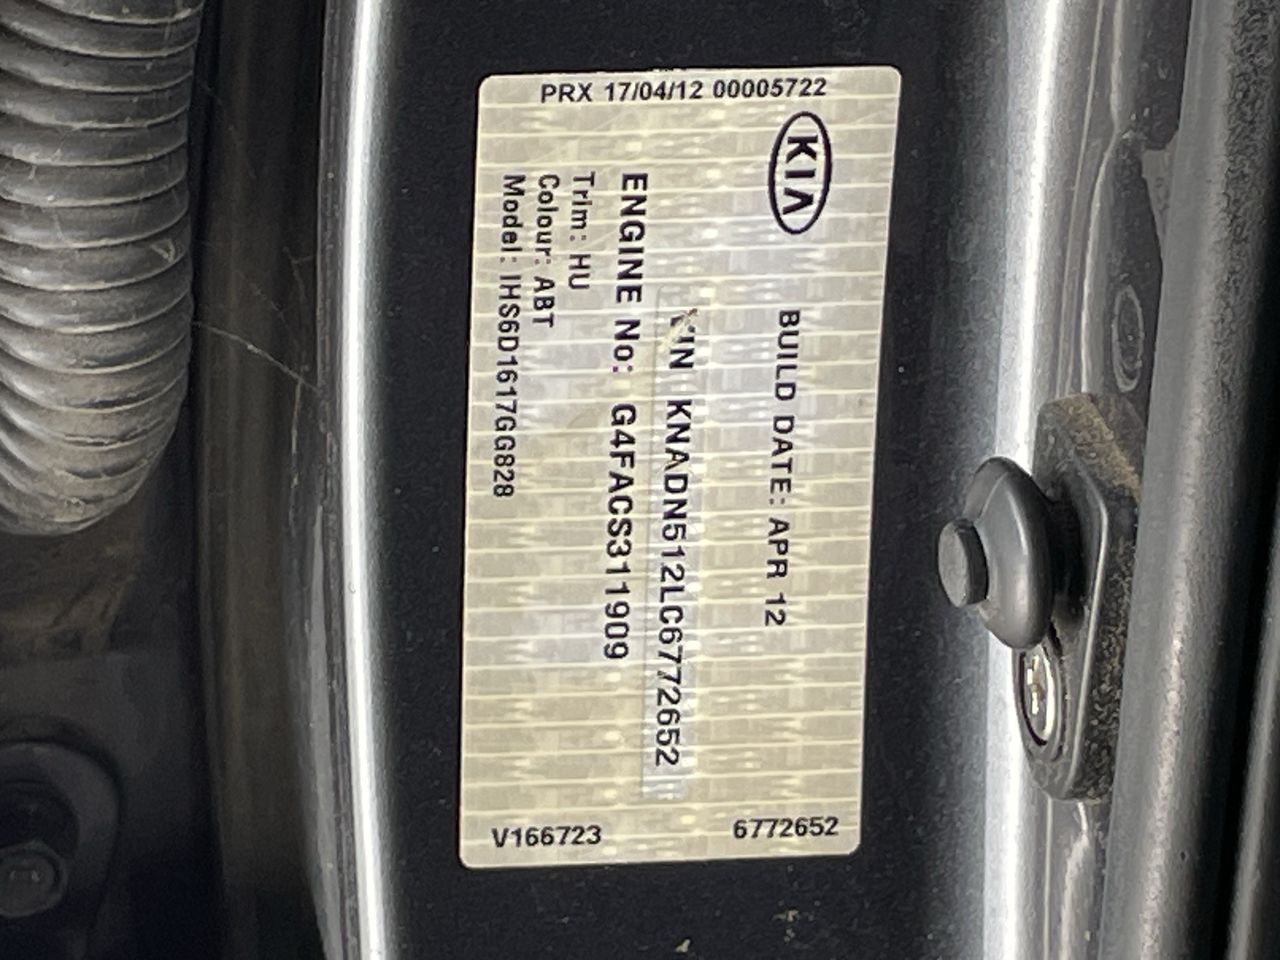 PRX 17/04/12 00005722
KIA
BUILD DATE: APR 12
VIN KNADN512LC6772652
ENGINE No: G4FACS311909
Trim: HU
Colour: ABT
Model: IHS6D1617GG828
6772652
V166723